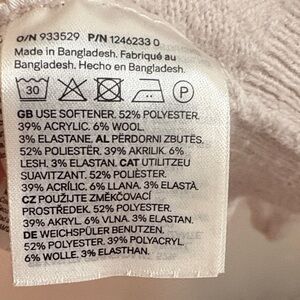 O/N 933529 P/N 1246233 0
Made in Bangladesh. Fabriqué au
Bangladesh. Hecho en Bangladesh.
30 P
GB USE SOFTENER. 52% POLYESTER.
39% ACRYLIC. 6% WOOL.
3% ELASTANE. AL PËRDORNI ZBUTËS.
52% POLIESTËR. 39% AKRILIK. 6%
LESH. 3% ELASTAN. CAT UTILITZEU
SUAVITZANT. 52% POLIÈSTER.
39% ACRÍLIC. 6% LLANA. 3% ELASTÀ.
CZ POUŽIJTE ZMĚKČOVACÍ
PROSTŘEDEK. 52% POLYESTER.
39% AKRYL. 6% VLNA. 3% ELASTAN.
DE WEICHSPÜLER BENUTZEN.
52% POLYESTER. 39% POLYACRYL.
6% WOLLE. 3% ELASTHAN.